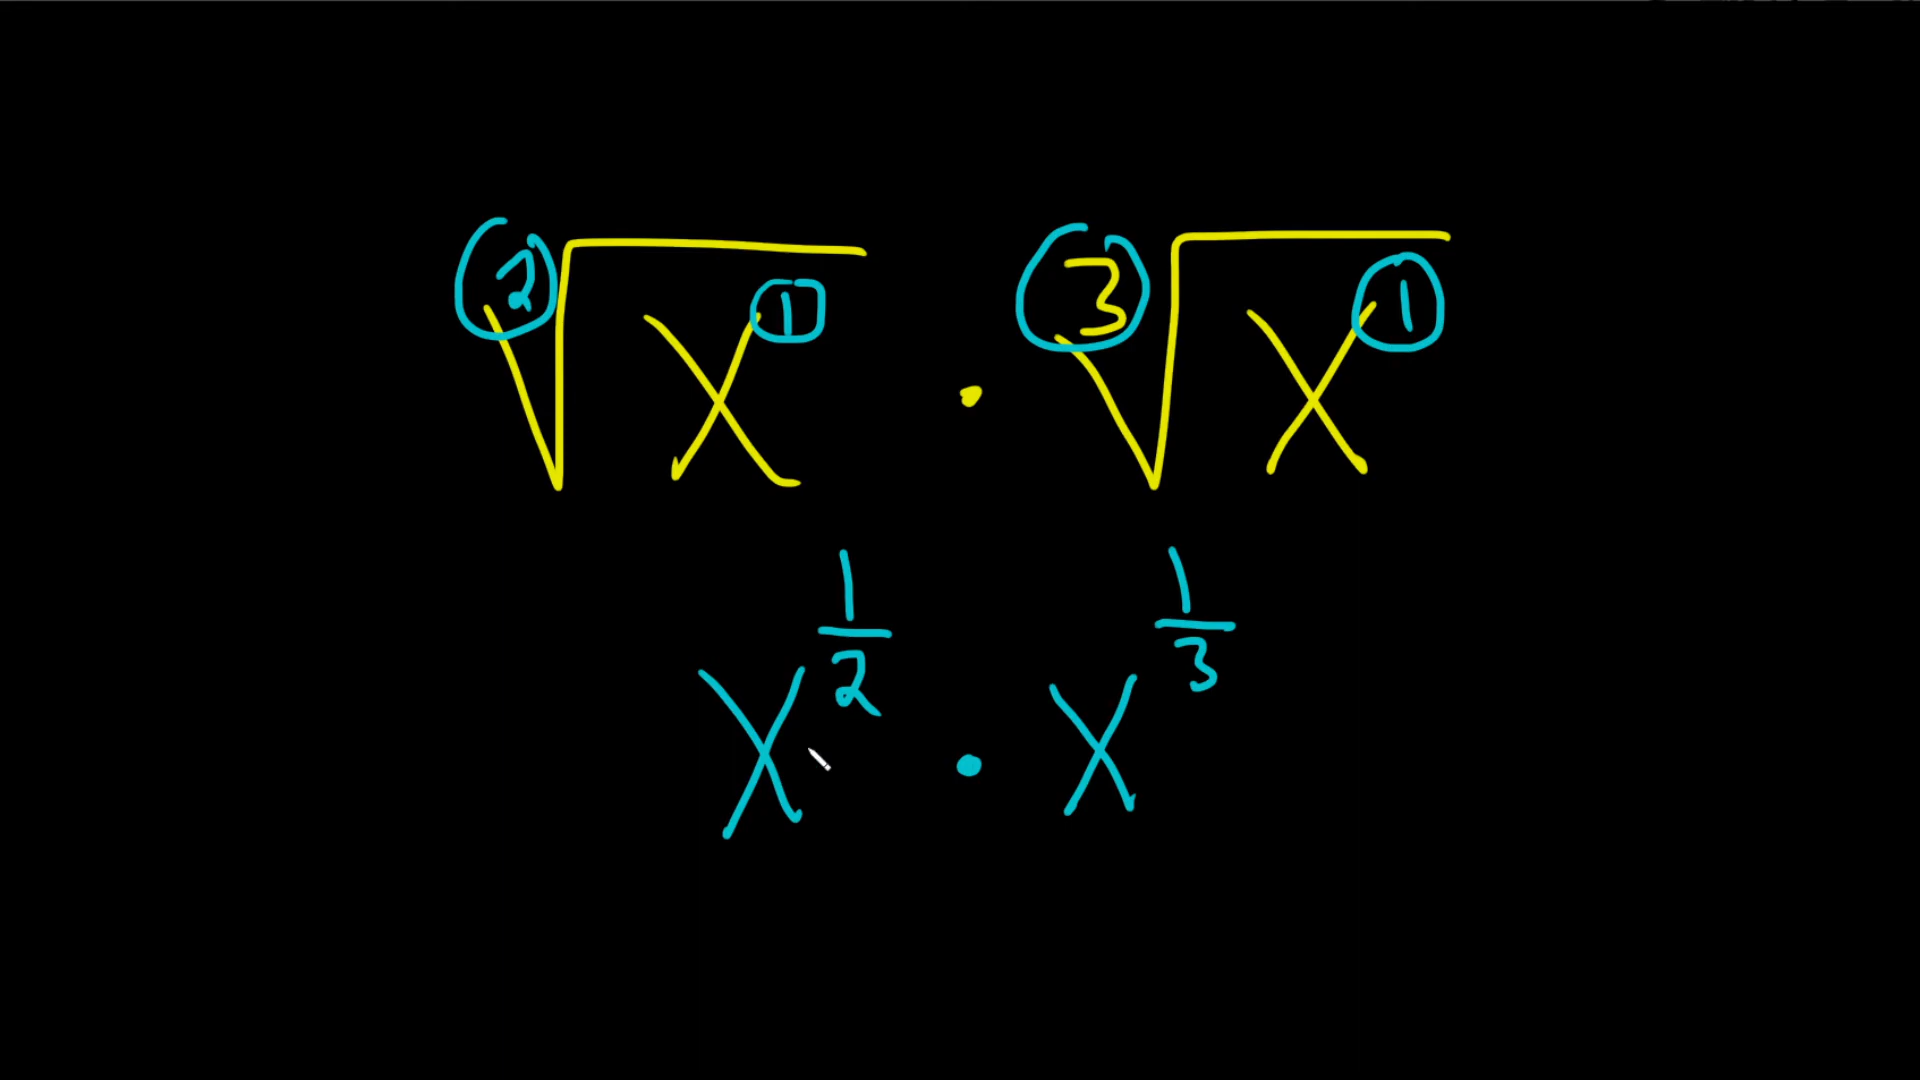 ²√x¹ · ³√x¹
x^(1/2) · x^(1/3)